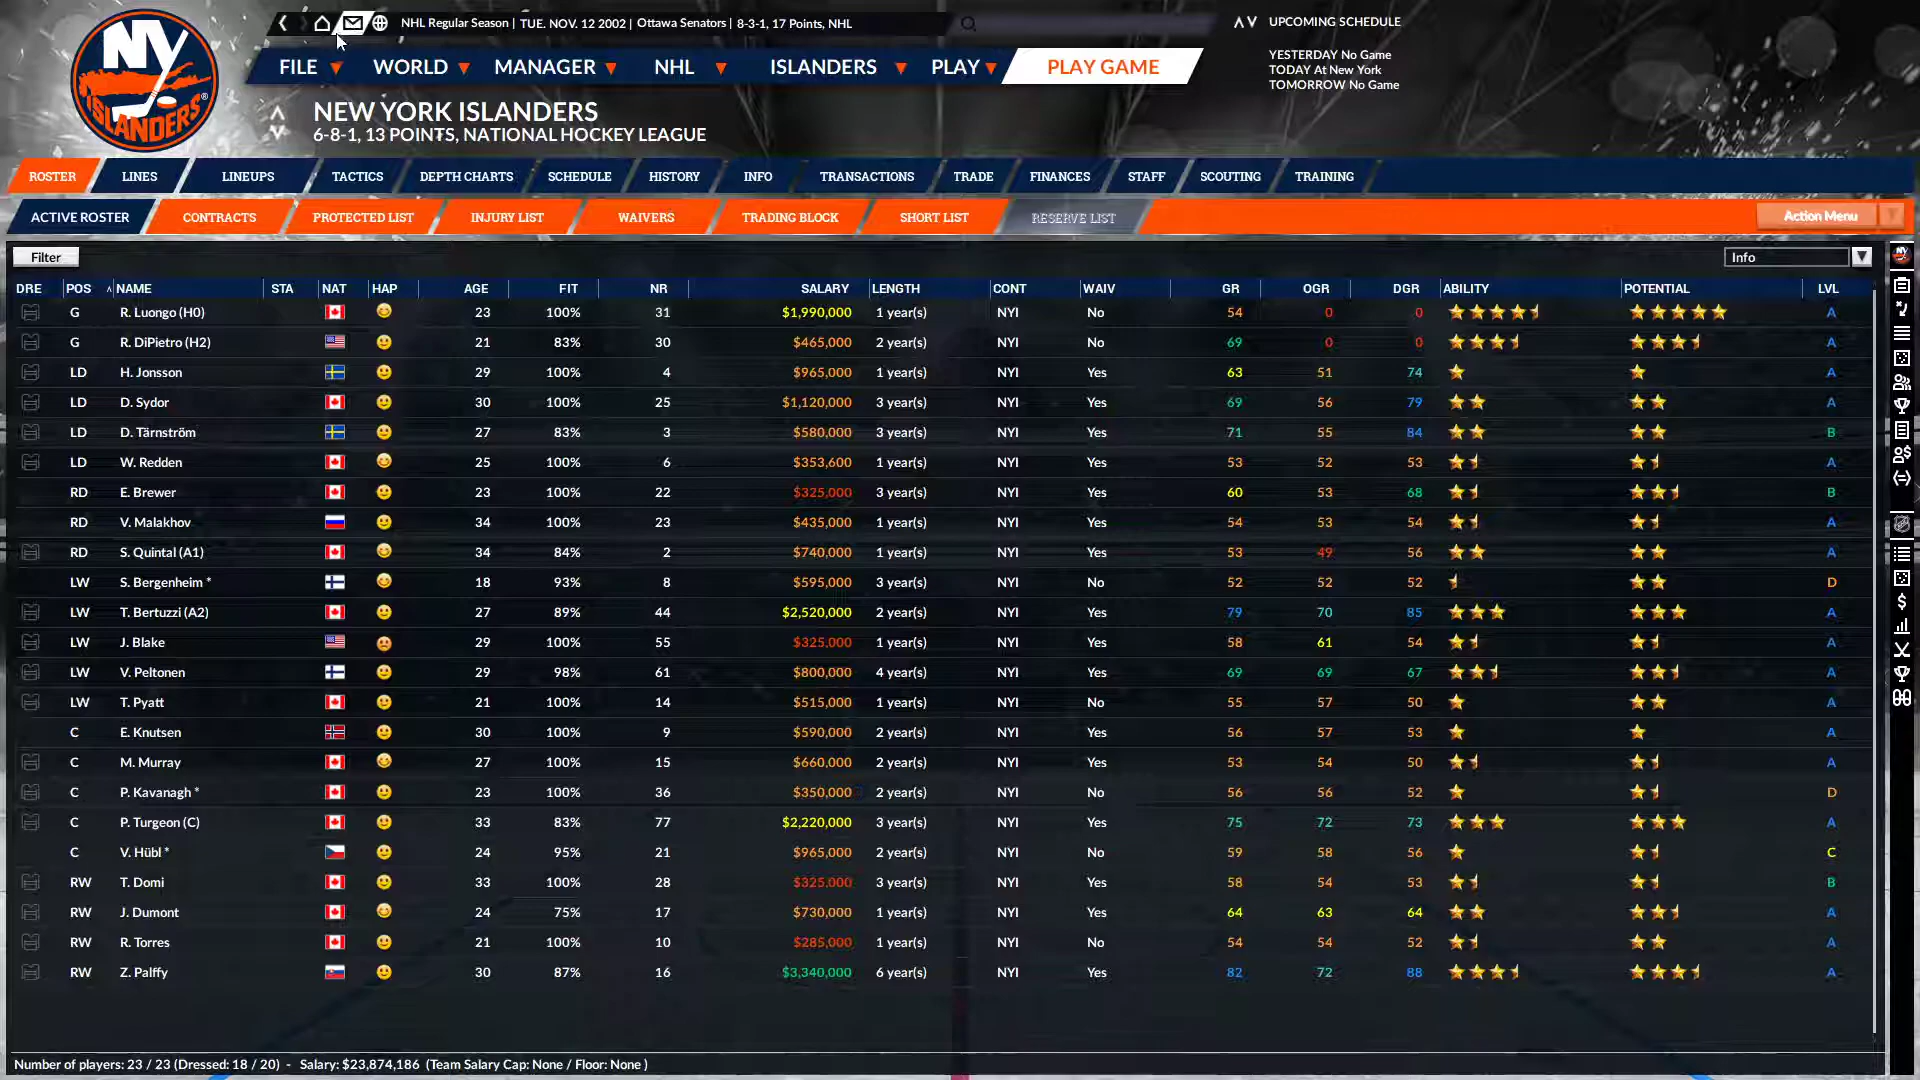 NY
ISLANDERS
NHL Regular Season | TUE. NOV. 12 2002 | Ottawa Senators | 8-3-1, 17 Points, NHL
UPCOMING SCHEDULE
YESTERDAY No Game
TODAY At New York
TOMORROW No Game
FILE WORLD MANAGER NHL ISLANDERS PLAY PLAY GAME
NEW YORK ISLANDERS
6-8-1, 13 POINTS, NATIONAL HOCKEY LEAGUE
ROSTER LINES LINEUPS TACTICS DEPTH CHARTS SCHEDULE HISTORY INFO TRANSACTIONS TRADE FINANCES STAFF SCOUTING TRAINING
ACTIVE ROSTER CONTRACTS PROTECTED LIST INJURY LIST WAIVERS TRADING BLOCK SHORT LIST RESERVE LIST Action Menu
Filter Info
DRE POS NAME STA NAT HAP AGE FIT NR SALARY LENGTH CONT WAIV GR OGR DGR ABILITY POTENTIAL LVL
G R. Luongo (H0) 23 100% 31 $1,990,000 1 year(s) NYI No 54 0 0 A
G R. DiPietro (H2) 21 83% 30 $465,000 2 year(s) NYI No 69 0 0 A
LD H. Jonsson 29 100% 4 $965,000 1 year(s) NYI Yes 63 51 74 A
LD D. Sydor 30 100% 25 $1,120,000 3 year(s) NYI Yes 69 56 79 A
LD D. Tärnström 27 83% 3 $580,000 3 year(s) NYI Yes 71 55 84 B
LD W. Redden 25 100% 6 $353,600 1 year(s) NYI Yes 53 52 53 A
RD E. Brewer 23 100% 22 $325,000 3 year(s) NYI Yes 60 53 68 B
RD V. Malakhov 34 100% 23 $435,000 1 year(s) NYI Yes 54 53 54 A
RD S. Quintal (A1) 34 84% 2 $740,000 1 year(s) NYI Yes 53 49 56 A
LW S. Bergenheim * 18 93% 8 $595,000 3 year(s) NYI No 52 52 52 D
LW T. Bertuzzi (A2) 27 89% 44 $2,520,000 2 year(s) NYI Yes 79 70 85 A
LW J. Blake 29 100% 55 $325,000 1 year(s) NYI Yes 58 61 54 A
LW V. Peltonen 29 98% 61 $800,000 4 year(s) NYI Yes 69 69 67 A
LW T. Pyatt 21 100% 14 $515,000 1 year(s) NYI No 55 57 50 A
C E. Knutsen 30 100% 9 $590,000 2 year(s) NYI Yes 56 57 53 A
C M. Murray 27 100% 15 $660,000 2 year(s) NYI Yes 53 54 50 A
C P. Kavanagh * 23 100% 36 $350,000 2 year(s) NYI No 56 56 52 D
C P. Turgeon (C) 33 83% 77 $2,220,000 3 year(s) NYI Yes 75 72 73 A
C V. Hübl * 24 95% 21 $965,000 2 year(s) NYI No 59 58 56 C
RW T. Domi 33 100% 28 $325,000 3 year(s) NYI Yes 58 54 53 B
RW J. Dumont 24 75% 17 $730,000 1 year(s) NYI Yes 64 63 64 A
RW R. Torres 21 100% 10 $285,000 1 year(s) NYI No 54 54 52 A
RW Z. Palffy 30 87% 16 $3,340,000 6 year(s) NYI Yes 82 72 88 A
Number of players: 23 / 23 (Dressed: 18 / 20) - Salary: $23,874,186 (Team Salary Cap: None / Floor: None )